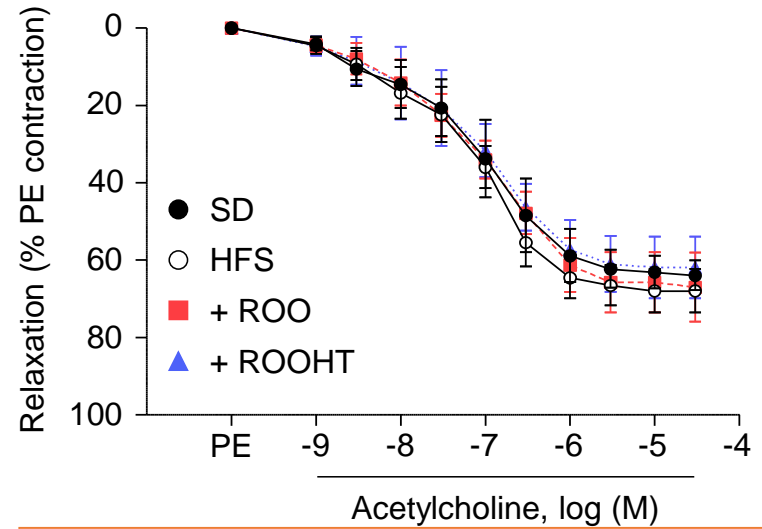 Relaxation (% PE contraction)
0
20
40
60
80
100
SD
HFS
+ ROO
+ ROOHT
PE -9 -8 -7 -6 -5 -4
Acetylcholine, log (M)